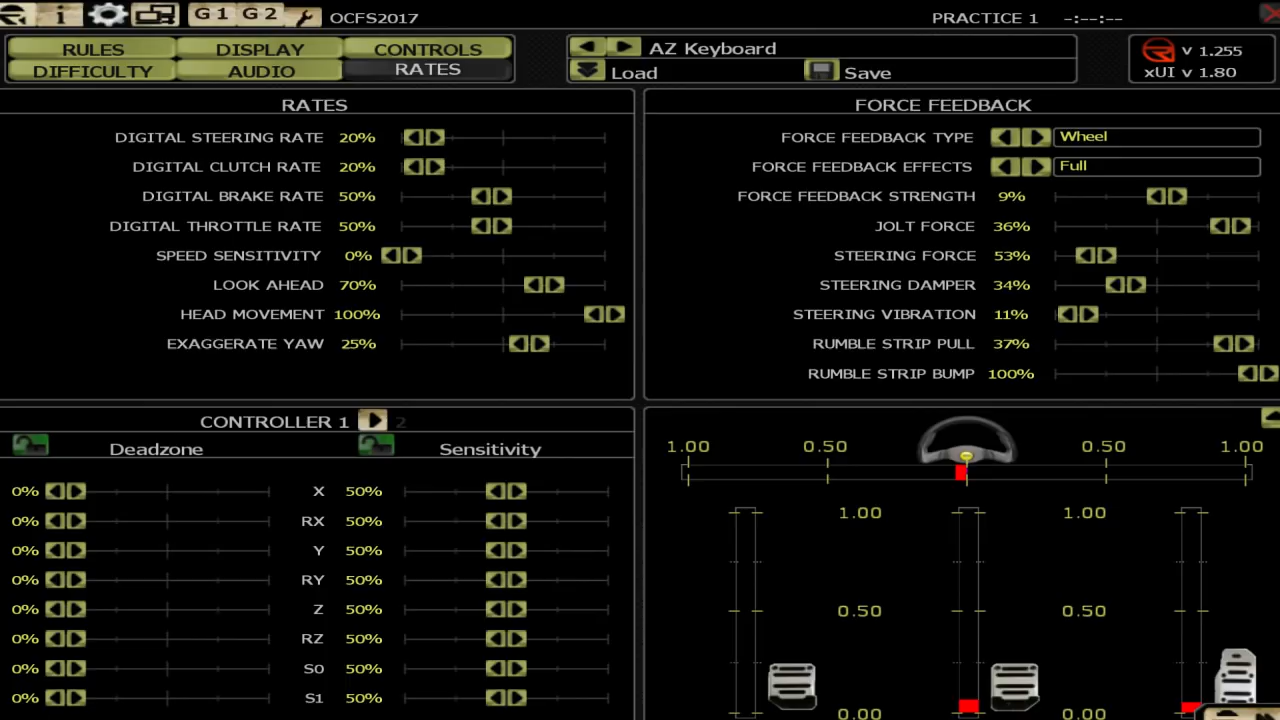 i G1 G2 OCFS2017 PRACTICE 1 -:--:--
RULES DISPLAY CONTROLS
DIFFICULTY AUDIO RATES
AZ Keyboard
Load Save
v 1.255
xUI v 1.80
RATES
DIGITAL STEERING RATE 20%
DIGITAL CLUTCH RATE 20%
DIGITAL BRAKE RATE 50%
DIGITAL THROTTLE RATE 50%
SPEED SENSITIVITY 0%
LOOK AHEAD 70%
HEAD MOVEMENT 100%
EXAGGERATE YAW 25%
FORCE FEEDBACK
FORCE FEEDBACK TYPE Wheel
FORCE FEEDBACK EFFECTS Full
FORCE FEEDBACK STRENGTH 9%
JOLT FORCE 36%
STEERING FORCE 53%
STEERING DAMPER 34%
STEERING VIBRATION 11%
RUMBLE STRIP PULL 37%
RUMBLE STRIP BUMP 100%
CONTROLLER 1 2
Deadzone Sensitivity
0% X 50%
0% RX 50%
0% Y 50%
0% RY 50%
0% Z 50%
0% RZ 50%
0% S0 50%
0% S1 50%
1.00 0.50 0.50 1.00
1.00 1.00
0.50 0.50
0.00 0.00